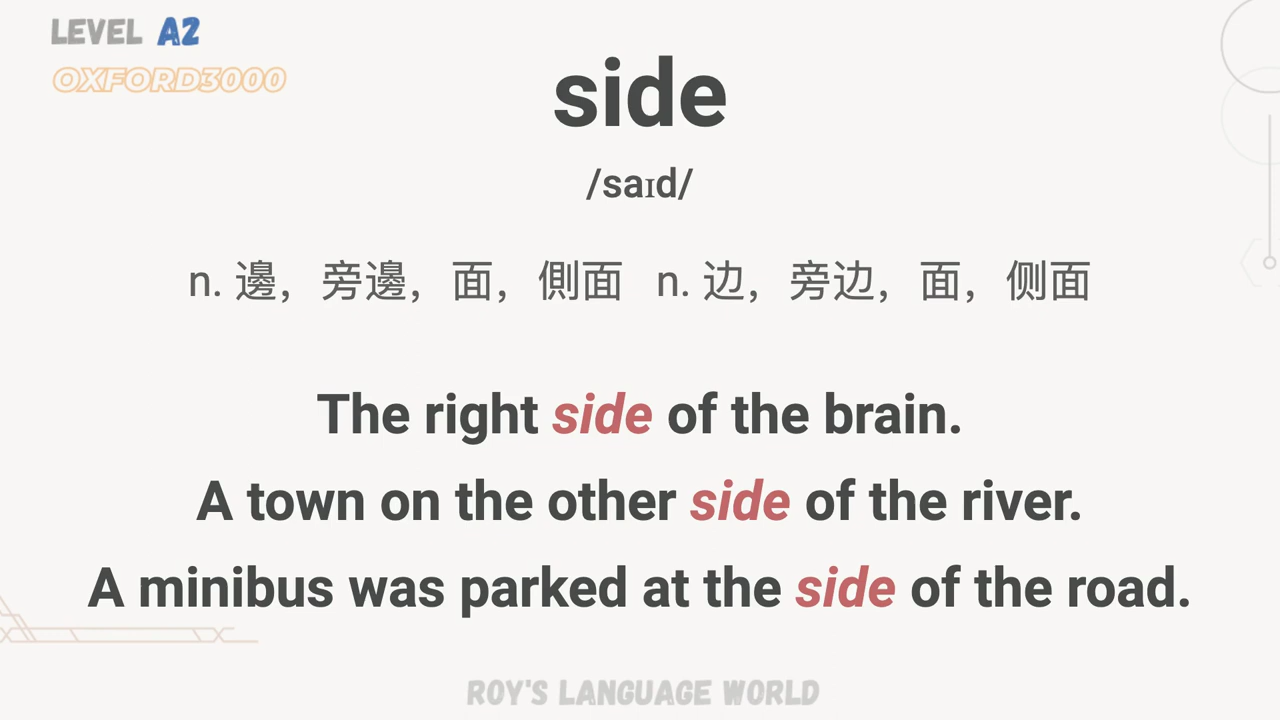 LEVEL A2
OXFORD3000
side
/saɪd/
n. 邊，旁邊，面，側面 n. 边，旁边，面，侧面
The right side of the brain.
A town on the other side of the river.
A minibus was parked at the side of the road.
ROY'S LANGUAGE WORLD